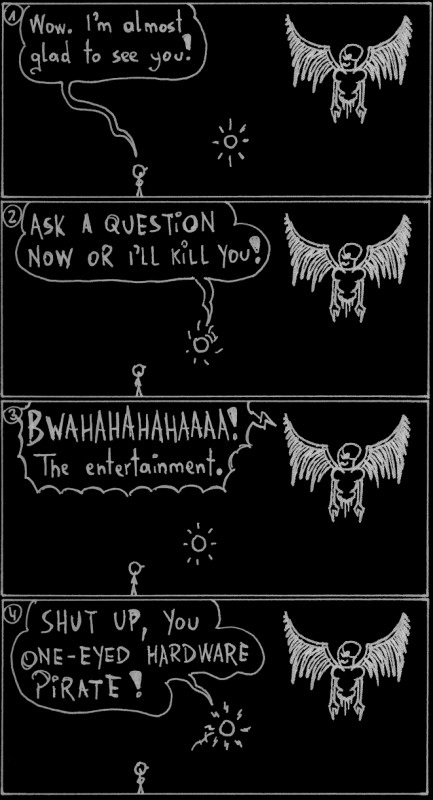 1
Wow. I'm almost
glad to see you!
2
ASK A QUESTION
NOW OR I'LL KILL YOU!
3
BWAHAHAHAHAAAA!
The entertainment.
4
SHUT UP, YOU
ONE-EYED HARDWARE
PIRATE!